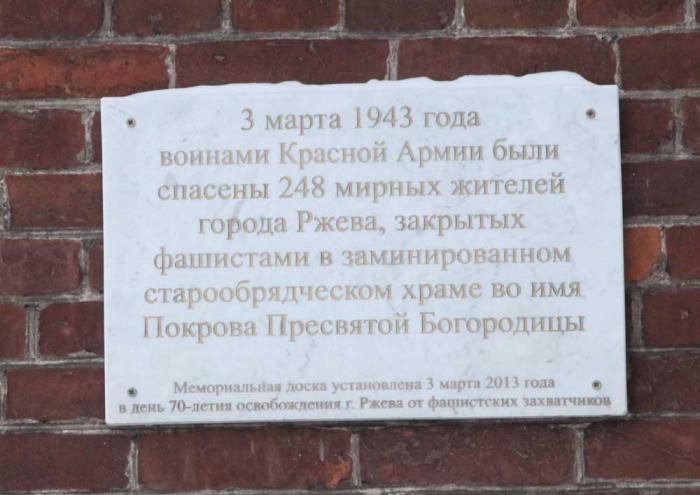 3 марта 1943 года
воинами Красной Армии были
спасены 248 мирных жителей
города Ржева, закрытых
фашистами в заминированном
старообрядческом храме во имя
Покрова Пресвятой Богородицы
Мемориальная доска установлена 3 марта 2013 года
в день 70-летия освобождения г. Ржева от фашистских захватчиков